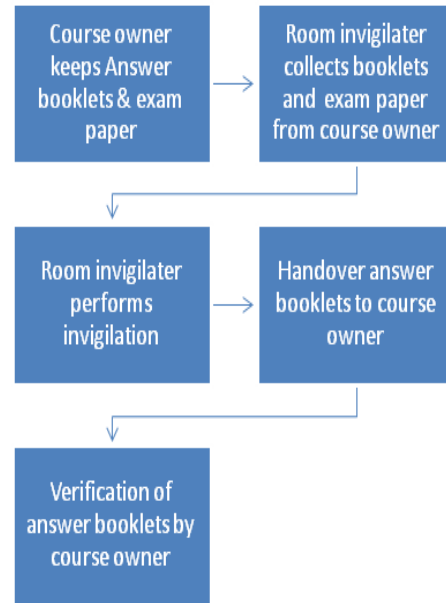 Course owner
keeps Answer
booklets & exam
paper
Room invigilater
collects booklets
and exam paper
from course owner
Room invigilater
performs
invigilation
Handover answer
booklets to course
owner
Verification of
answer booklets by
course owner